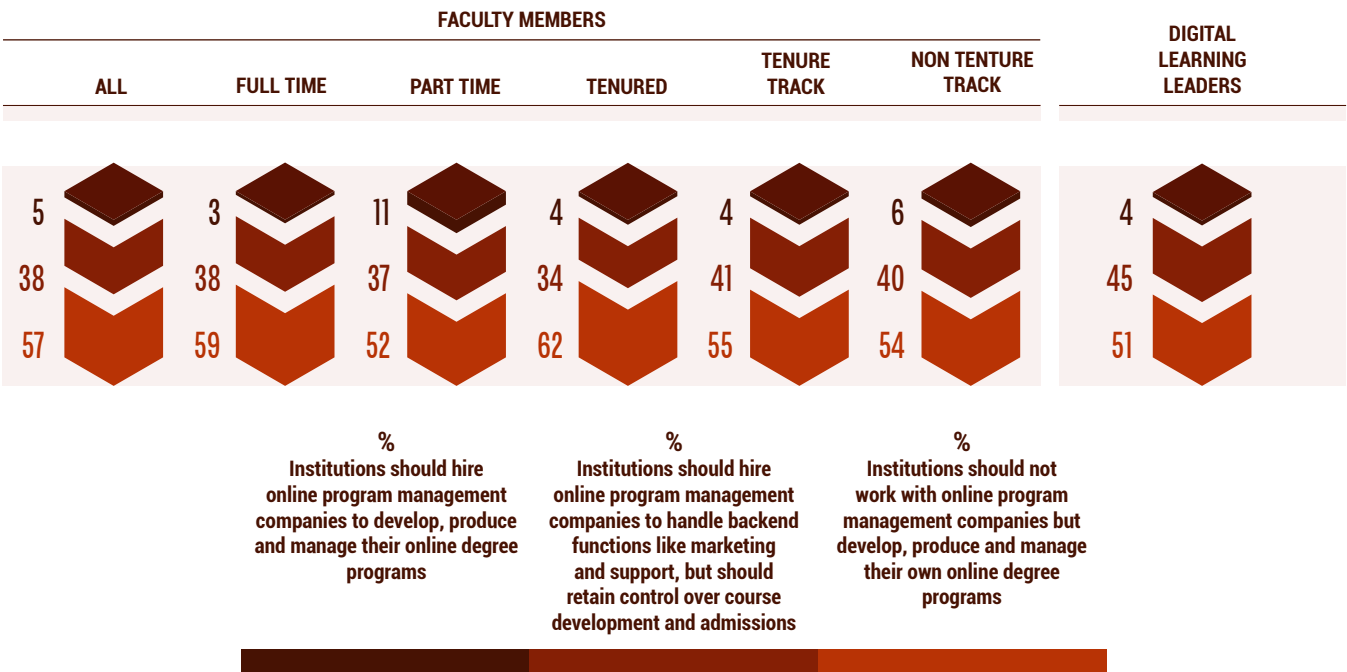 FACULTY MEMBERS
DIGITAL
LEARNING
LEADERS
ALL
FULL TIME
PART TIME
TENURED
TENURE
TRACK
NON TENTURE
TRACK
5
3
11
4
4
6
4
38
38
37
34
41
40
45
57
59
52
62
55
54
51
%
Institutions should hire
online program management
companies to develop, produce
and manage their online degree
programs
%
Institutions should hire
online program management
companies to handle backend
functions like marketing
and support, but should
retain control over course
development and admissions
%
Institutions should not
work with online program
management companies but
develop, produce and manage
their own online degree
programs